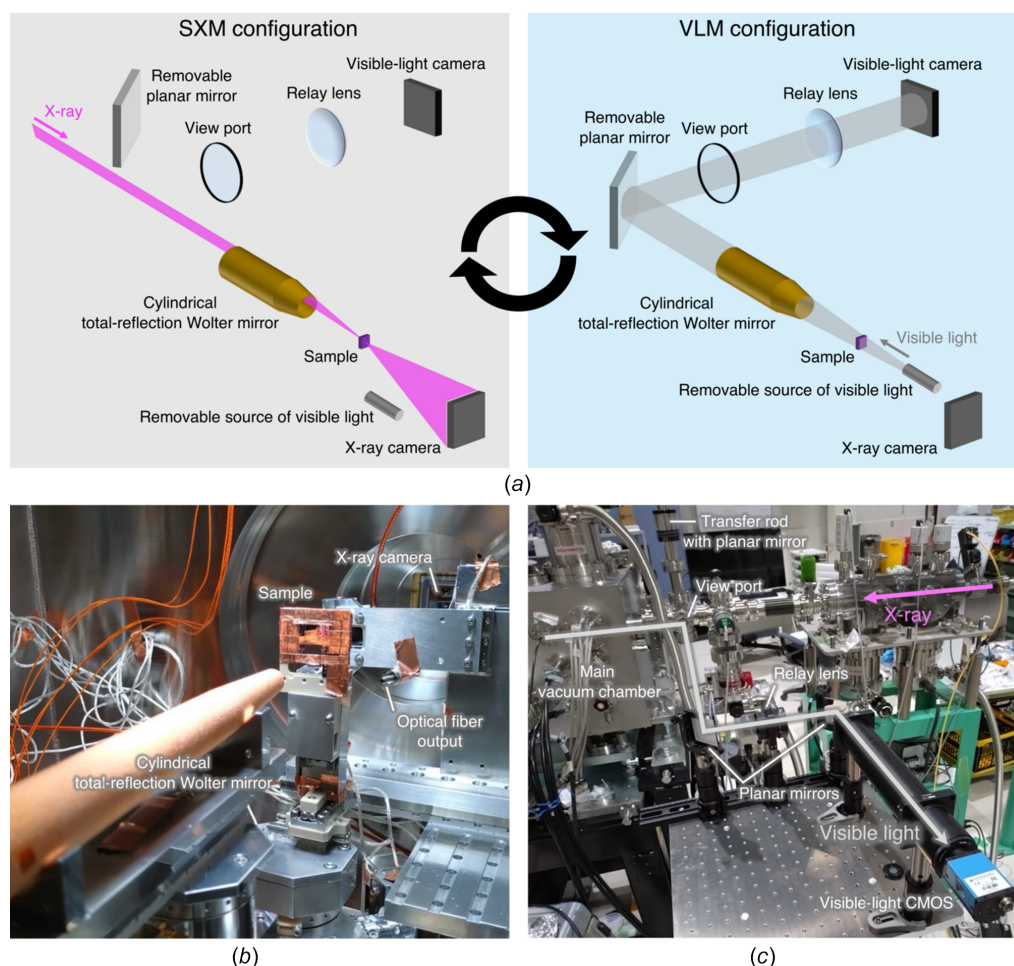 SXM configuration
Visible-light camera
Removable
planar mirror
Relay lens
X-ray
View port
Cylindrical
total-reflection Wolter mirror
Sample
Removable source of visible light
X-ray camera
VLM configuration
Visible-light camera
Relay lens
Removable
planar mirror
View port
Cylindrical
total-reflection Wolter mirror
Visible light
Sample
Removable source of visible light
X-ray camera
(a)
X-ray camera
Sample
Optical fiber
output
Cylindrical
total-reflection Wolter mirror
(b)
Transfer rod
with planar mirror
View port
X-ray
Main
vacuum chamber
Relay lens
Planar mirrors
Visible light
Visible-light CMOS
(c)